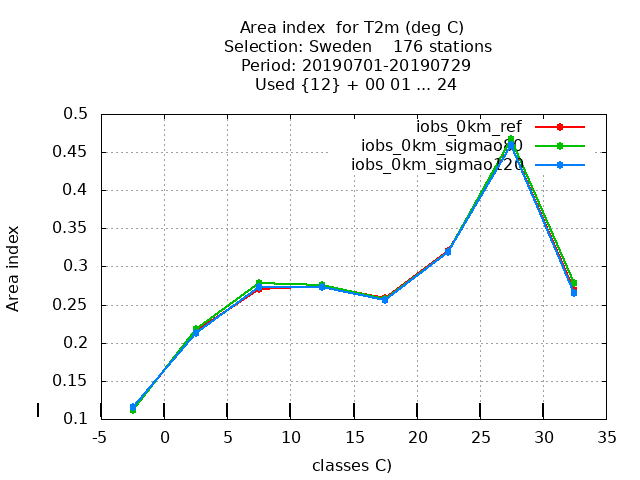 Area index  for T2m (deg C)
Selection: Sweden    176 stations
Period: 20190701-20190729
Used {12} + 00 01 ... 24
0.5
0.45
0.4
0.35
0.3
0.25
0.2
0.15
0.1
Area index
iobs_0km_ref
iobs_0km_sigmao80
iobs_0km_sigmao120
-5 0 5 10 15 20 25 30 35
classes C)